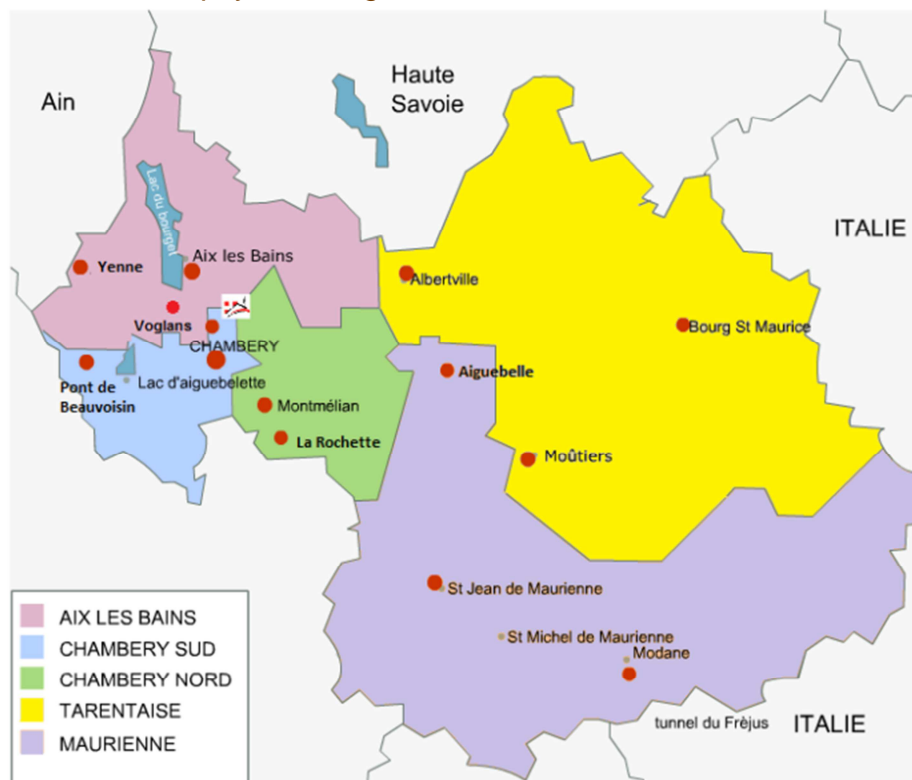 Ain
Haute
Savoie
ITALIE
Lac du bourget
Yenne
Aix les Bains
Albertville
Voglans
CHAMBERY
Bourg St Maurice
Pont de
Beauvoisin
Lac d'aiguebelette
Aiguebelle
Montmélian
La Rochette
Moûtiers
St Jean de Maurienne
St Michel de Maurienne
Modane
tunnel du Frèjus
ITALIE
AIX LES BAINS
CHAMBERY SUD
CHAMBERY NORD
TARENTAISE
MAURIENNE